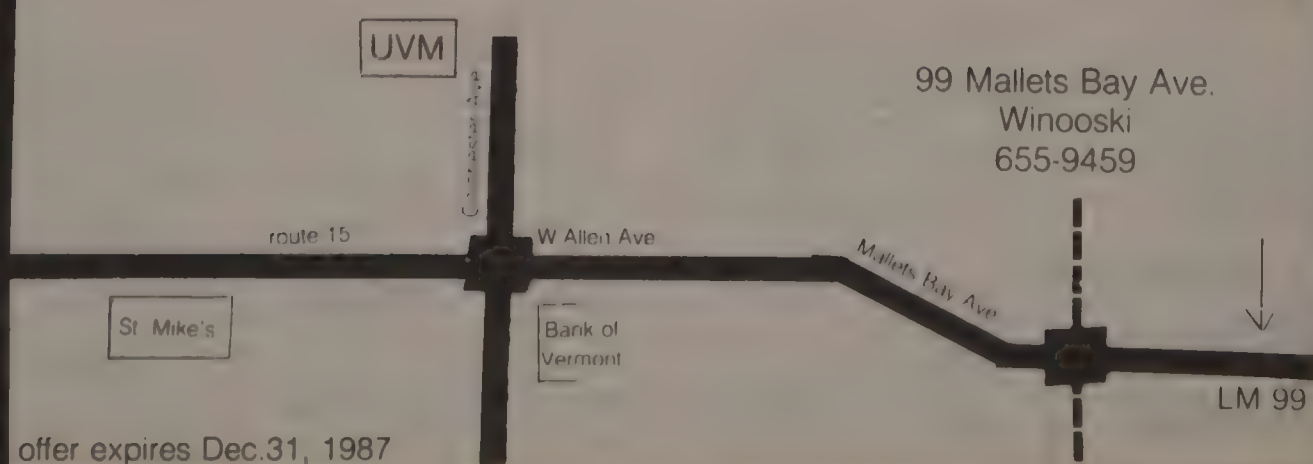 UVM
99 Mallets Bay Ave.
Winooski
655-9459
Ave
route 15
W Allen Ave
Mallets Bay Ave
St Mike's
Bank of
Vermont
LM 99
offer expires Dec.31, 1987